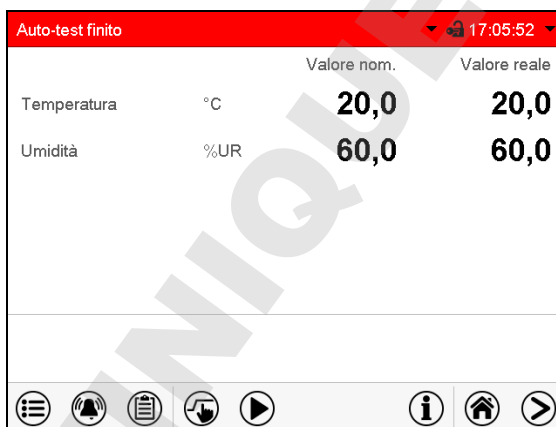 Auto-test finito 17:05:52
Valore nom. Valore reale
Temperatura °C 20,0 20,0
Umidità %UR 60,0 60,0
NIQUE